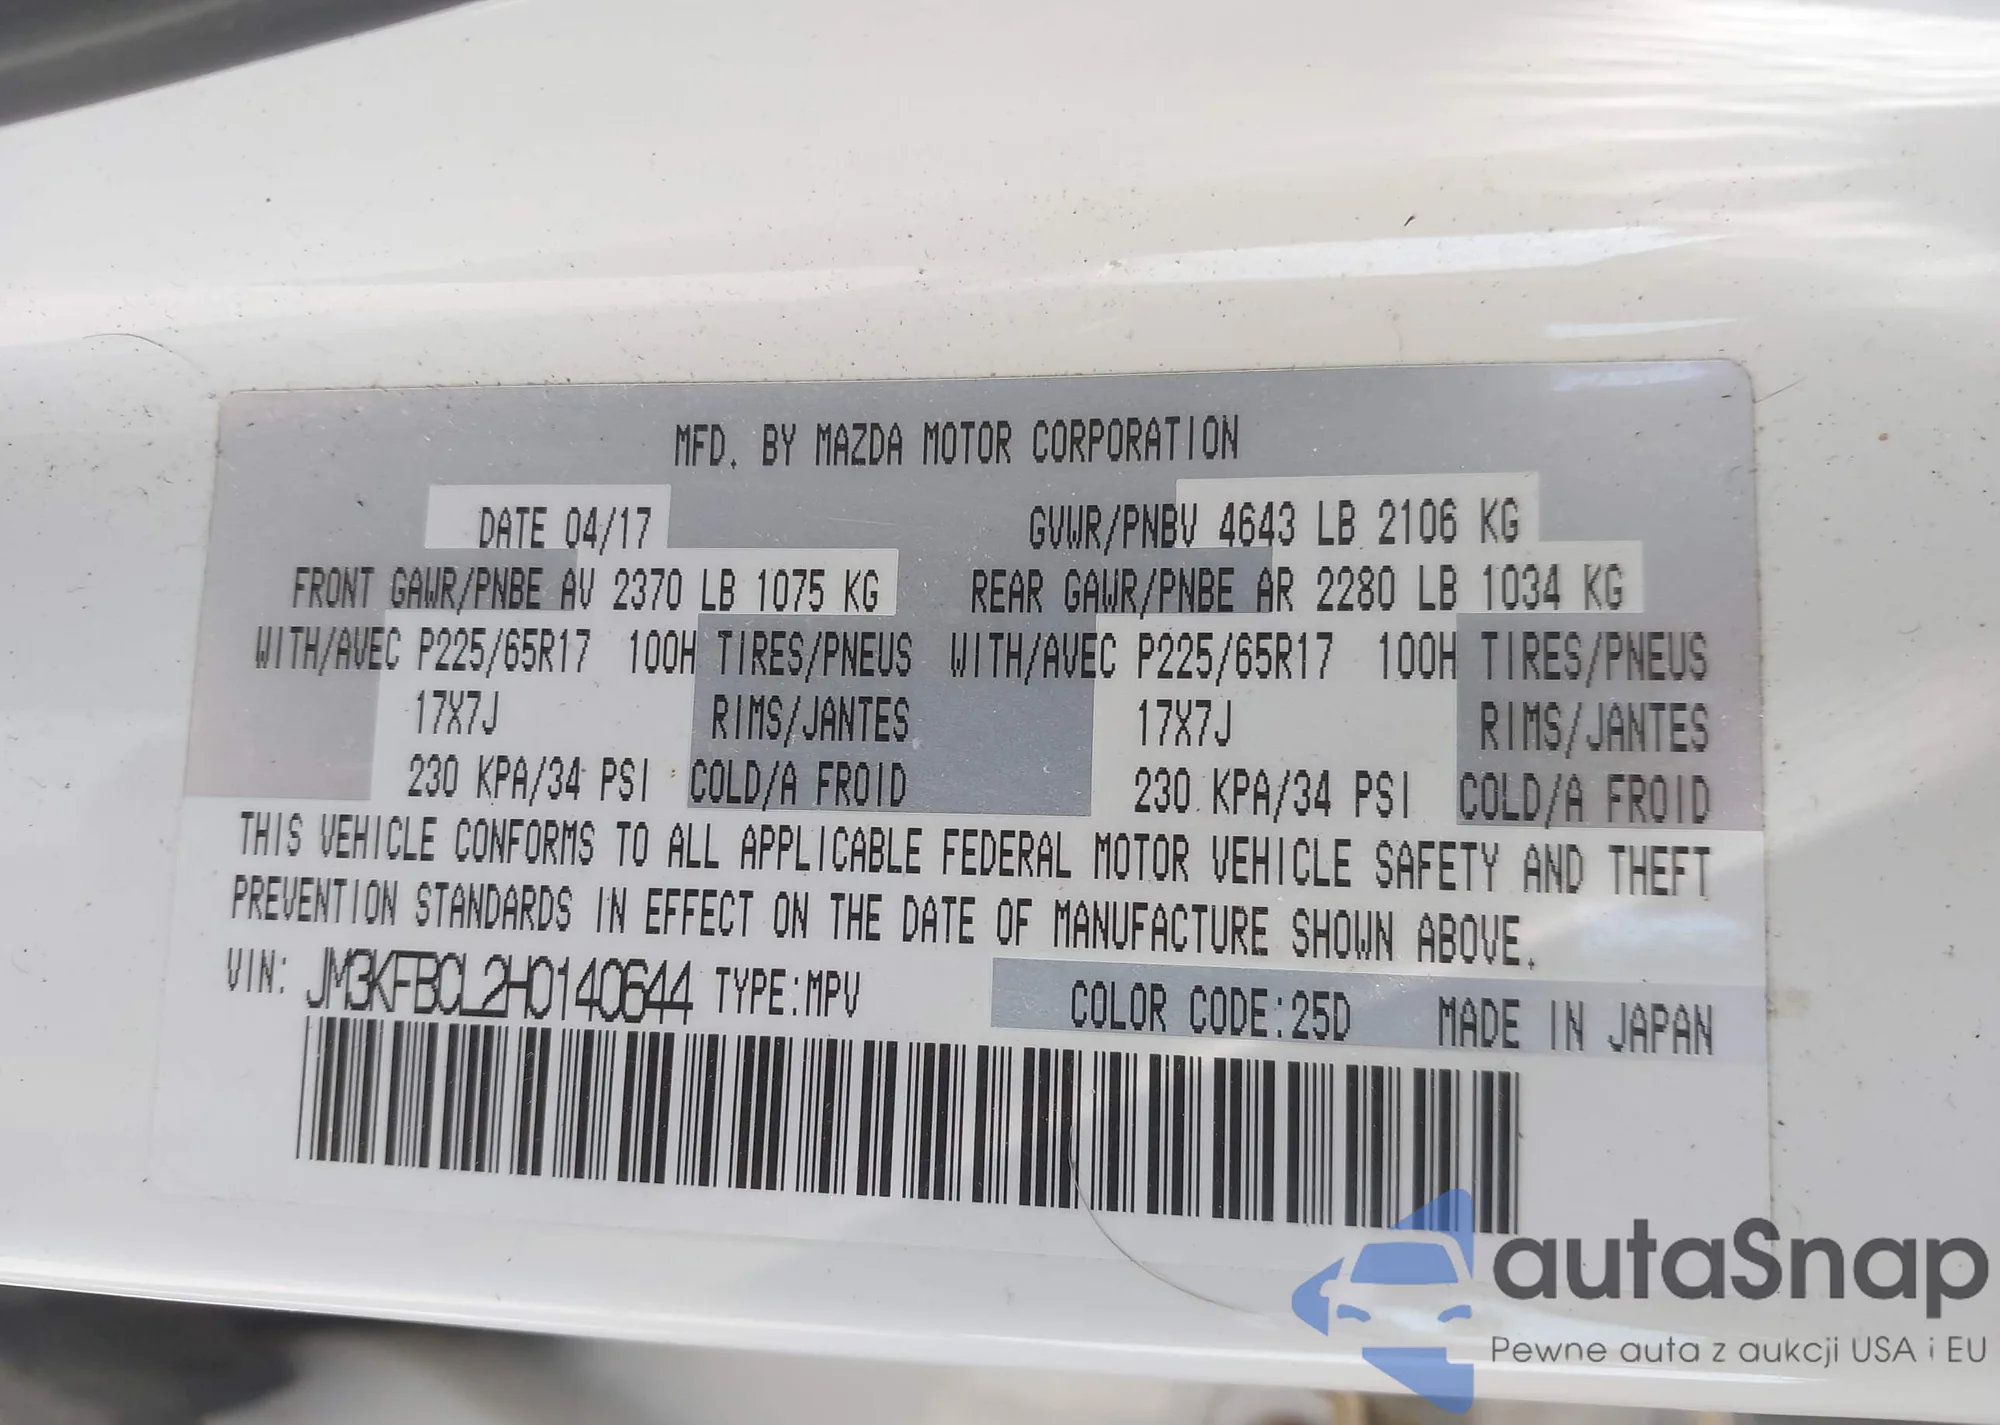 MFD. BY MAZDA MOTOR CORPORATION
DATE 04/17 GVWR/PNBV 4643 LB 2106 KG
FRONT GAWR/PNBE AV 2370 LB 1075 KG REAR GAWR/PNBE AR 2280 LB 1034 KG
WITH/AVEC P225/65R17 100H TIRES/PNEUS WITH/AVEC P225/65R17 100H TIRES/PNEUS
17X7J RIMS/JANTES 17X7J RIMS/JANTES
230 KPA/34 PSI COLD/A FROID 230 KPA/34 PSI COLD/A FROID
THIS VEHICLE CONFORMS TO ALL APPLICABLE FEDERAL MOTOR VEHICLE SAFETY AND THEFT
PREVENTION STANDARDS IN EFFECT ON THE DATE OF MANUFACTURE SHOWN ABOVE.
VIN: JM3KFBCL2H0140644 TYPE:MPV COLOR CODE:25D MADE IN JAPAN
autaSnap
Pewne auta z aukcji USA i EU